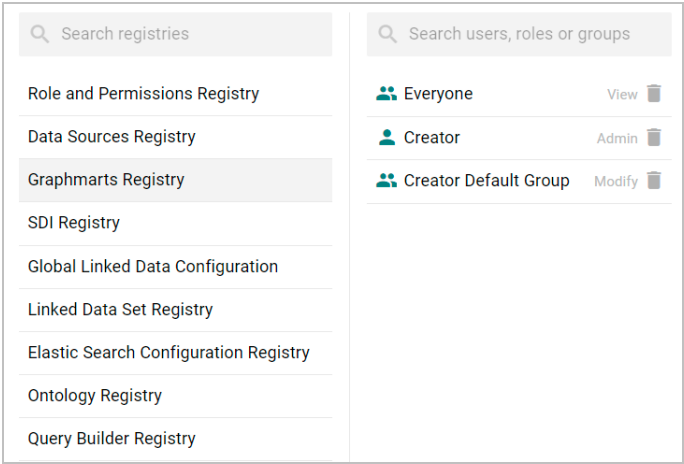 Search registries
Role and Permissions Registry
Data Sources Registry
Graphmarts Registry
SDI Registry
Global Linked Data Configuration
Linked Data Set Registry
Elastic Search Configuration Registry
Ontology Registry
Query Builder Registry
Search users, roles or groups
Everyone View
Creator Admin
Creator Default Group Modify